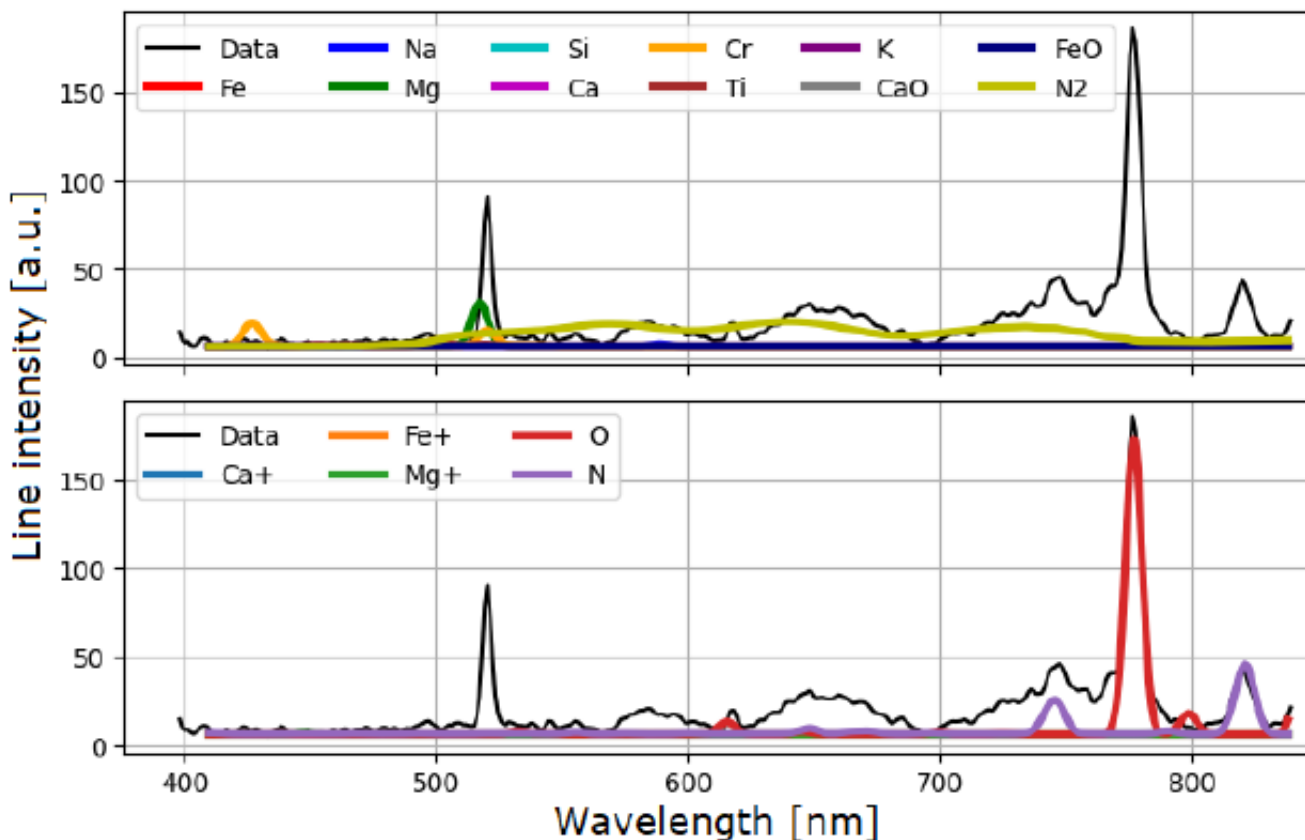 Data Na Si Cr K FeO
Fe Mg Ca Ti CaO N2
150
100
50
0
Line intensity [a.u.]
Data Fe+ O
Ca+ Mg+ N
150
100
50
0
400 500 600 700 800
Wavelength [nm]